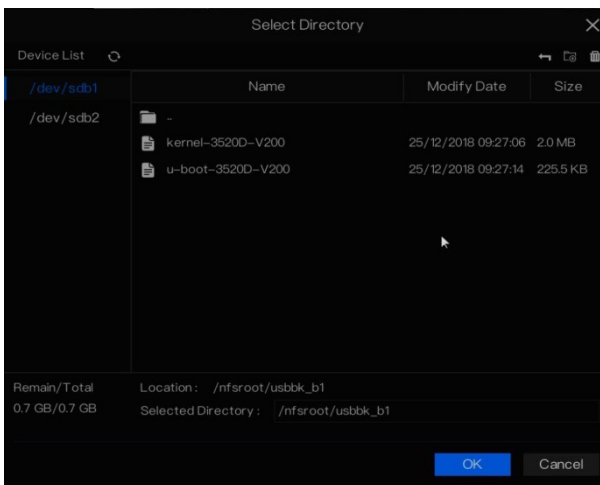 Select Directory
Device List
Name Modify Date Size
/dev/sdb1
/dev/sdb2
..
kernel-3520D-V200 25/12/2018 09:27:06 2.0 MB
u-boot-3520D-V200 25/12/2018 09:27:14 225.5 KB
Remain/Total
0.7 GB/0.7 GB
Location : /nfsroot/usbbk_b1
Selected Directory : /nfsroot/usbbk_b1
OK Cancel